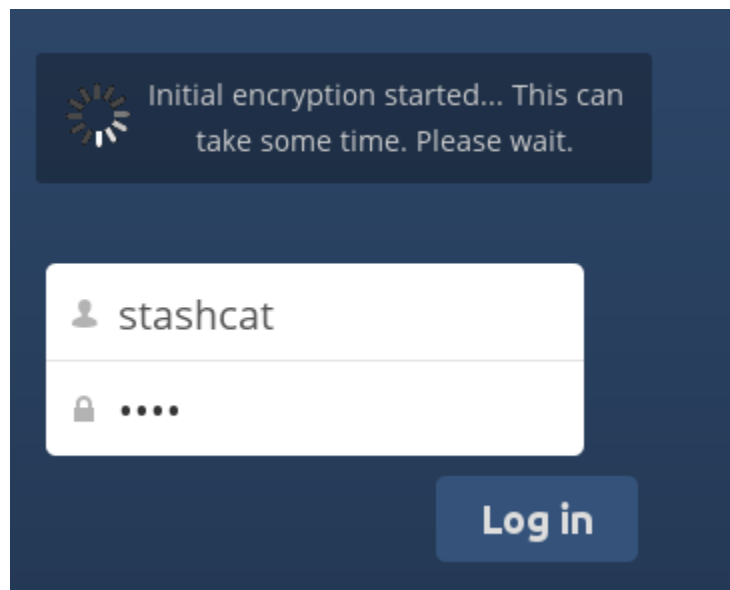 Initial encryption started... This can
take some time. Please wait.
stashcat
••••
Log in